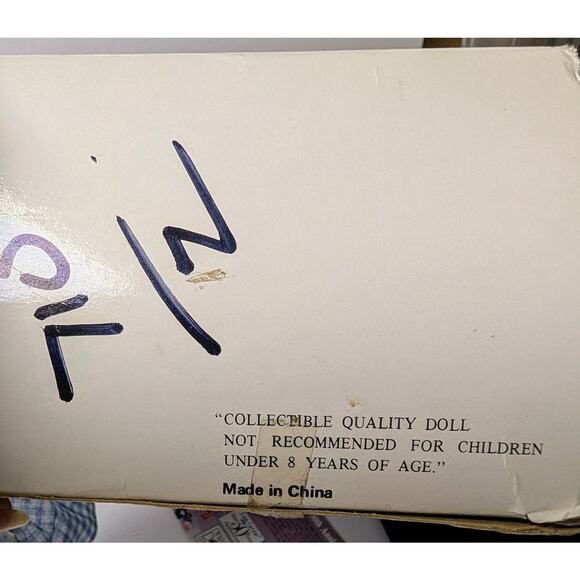 "COLLECTIBLE QUALITY DOLL
NOT RECOMMENDED FOR CHILDREN
UNDER 8 YEARS OF AGE."
Made in China